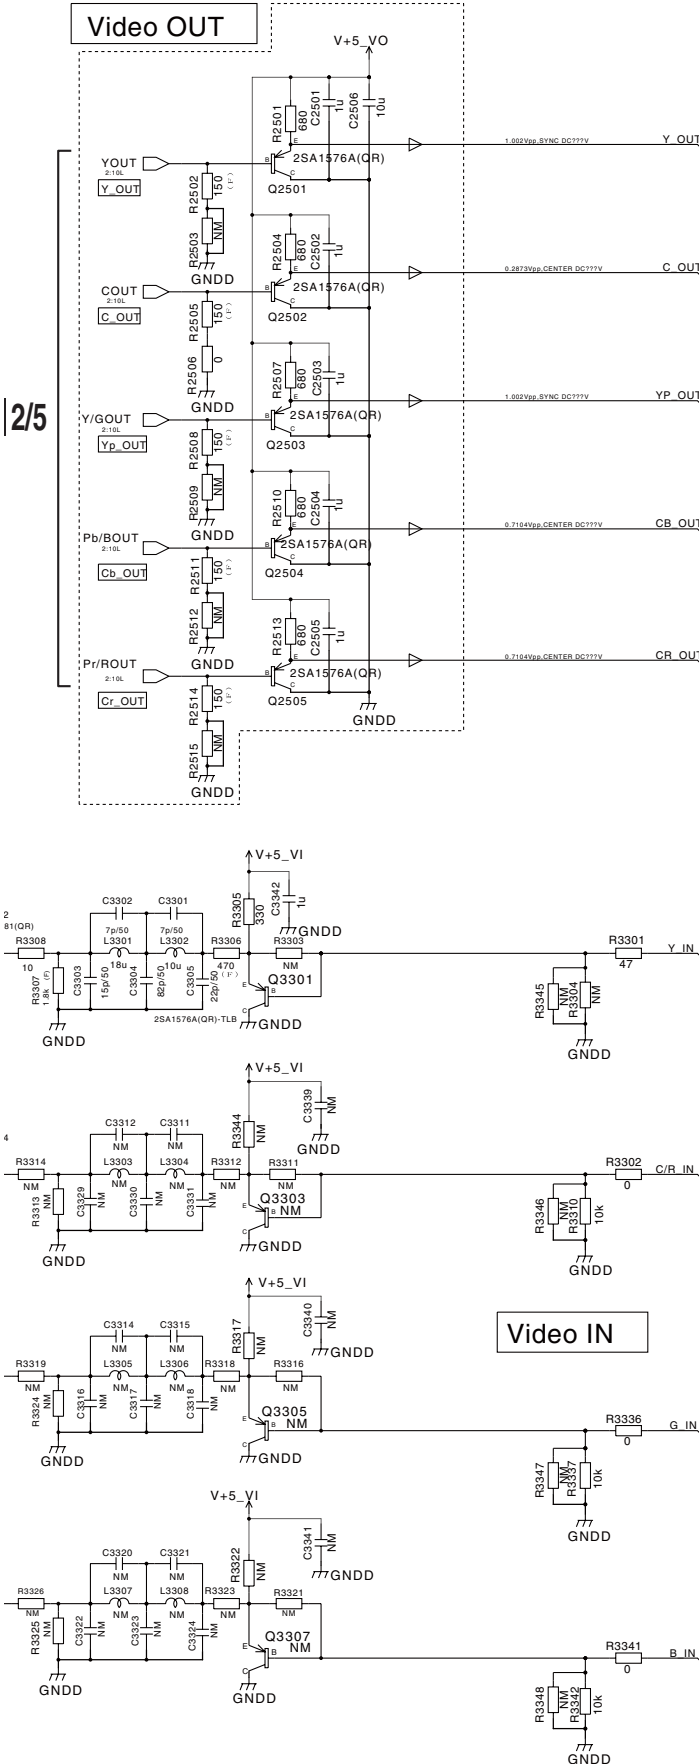 Video OUT
V+5_VO
R2501
680
C2501
1u
C2506
10u
E
1.002Vpp,SYNC DC???V
Y_OUT
YOUT
2:10L
B
2SA1576A(QR)
Y_OUT
R2502
150
(F)
C
Q2501
R2503
NM
GNDD
R2504
680
C2502
1u
E
0.2873Vpp,CENTER DC???V
C_OUT
COUT
2:10L
B
2SA1576A(QR)
C_OUT
R2505
150
(F)
C
Q2502
R2506
0
GNDD
R2507
680
C2503
1u
E
1.002Vpp,SYNC DC???V
YP_OUT
2/5
Y/GOUT
2:10L
B
2SA1576A(QR)
Yp_OUT
R2508
150
(F)
C
Q2503
R2509
NM
GNDD
R2510
680
C2504
1u
E
0.7104Vpp,CENTER DC???V
CB_OUT
Pb/BOUT
2:10L
B
2SA1576A(QR)
Cb_OUT
R2511
150
(F)
C
Q2504
R2512
NM
GNDD
R2513
680
C2505
1u
E
0.7104Vpp,CENTER DC???V
CR_OUT
Pr/ROUT
2:10L
B
2SA1576A(QR)
Cr_OUT
R2514
150
(F)
C
Q2505
GNDD
R2515
NM
GNDD
V+5_VI
C3302
7p/50
C3301
7p/50
R3305
330
C3342
1u
GNDD
2
81(QR)
R3308
10
L3301
18u
L3302
10u
R3306
470
(F)
R3303
NM
R3301
47
Y_IN
R3307
1.8k
(F)
C3303
15p/50
C3304
82p/50
C3305
22p/50
E
Q3301
B
C
R3345
NM
R3304
NM
2SA1576A(QR)-TLB
GNDD
GNDD
GNDD
V+5_VI
C3312
NM
C3311
NM
R3344
NM
C3339
NM
GNDD
4
R3314
NM
L3303
NM
L3304
NM
R3312
NM
R3311
NM
R3302
0
C/R_IN
R3313
NM
C3329
NM
C3330
NM
C3331
NM
E
Q3303
NM
B
C
R3346
NM
R3310
10k
GNDD
GNDD
GNDD
V+5_VI
C3314
NM
C3315
NM
R3317
NM
C3340
NM
GNDD
Video IN
R3319
NM
L3305
NM
L3306
NM
R3318
NM
R3316
NM
R3324
NM
C3316
NM
C3317
NM
C3318
NM
E
Q3305
NM
B
C
R3336
0
G_IN
GNDD
GNDD
R3347
NM
R3337
10k
GNDD
V+5_VI
C3320
NM
C3321
NM
R3322
NM
C3341
NM
GNDD
R3326
NM
L3307
NM
L3308
NM
R3323
NM
R3321
NM
R3325
NM
C3322
NM
C3323
NM
C3324
NM
E
Q3307
NM
B
C
R3341
0
B_IN
GNDD
GNDD
R3348
NM
R3342
10k
GNDD